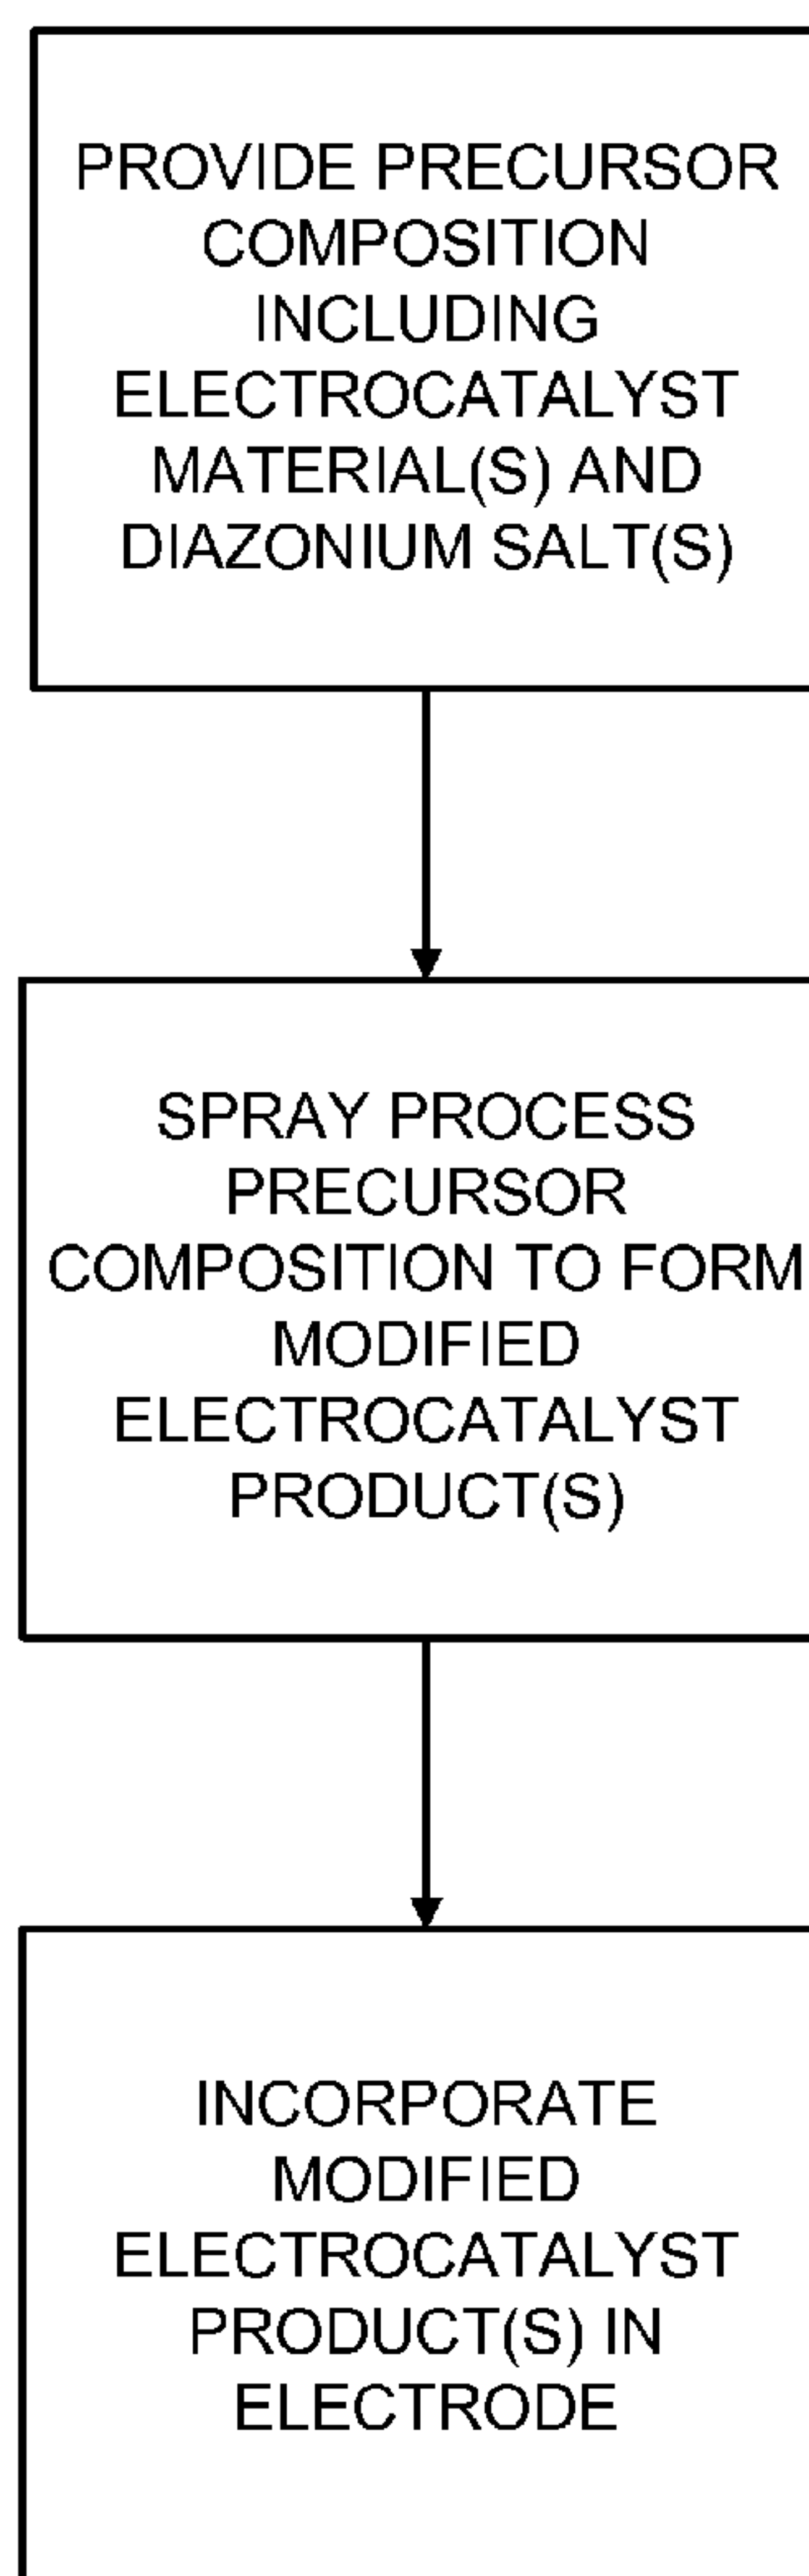 PROVIDE PRECURSOR
COMPOSITION
INCLUDING
ELECTROCATALYST
MATERIAL(S) AND
DIAZONIUM SALT(S)
SPRAY PROCESS
PRECURSOR
COMPOSITION TO FORM
MODIFIED
ELECTROCATALYST
PRODUCT(S)
INCORPORATE
MODIFIED
ELECTROCATALYST
PRODUCT(S) IN
ELECTRODE